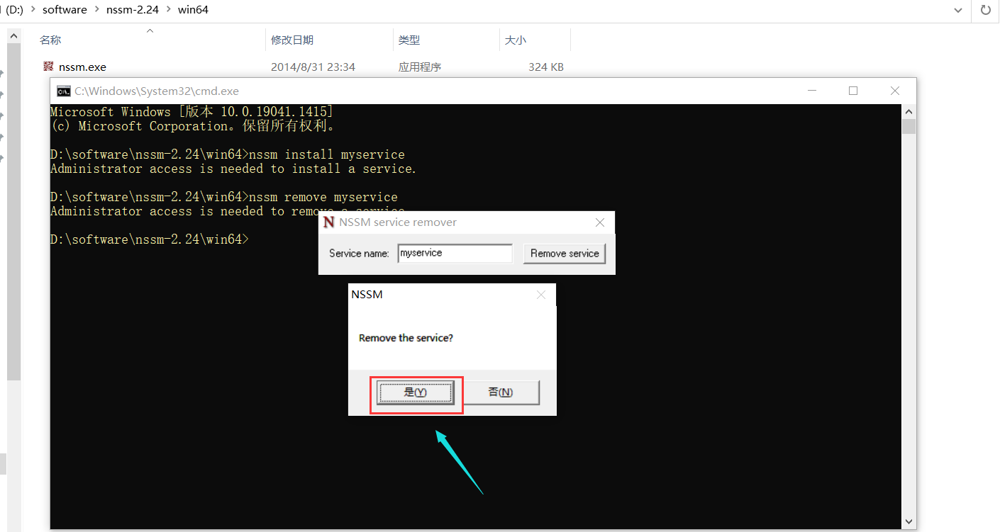 (D:) > software > nssm-2.24 > win64
名称 修改日期 类型 大小
nssm.exe 2014/8/31 23:34 应用程序 324 KB
C:\Windows\System32\cmd.exe
Microsoft Windows [版本 10.0.19041.1415]
(c) Microsoft Corporation。保留所有权利。
D:\software\nssm-2.24\win64>nssm install myservice
Administrator access is needed to install a service.
D:\software\nssm-2.24\win64>nssm remove myservice
Administrator access is needed to remove a service
D:\software\nssm-2.24\win64>
NSSM service remover
Service name: myservice Remove service
NSSM
Remove the service?
是(Y) 否(N)